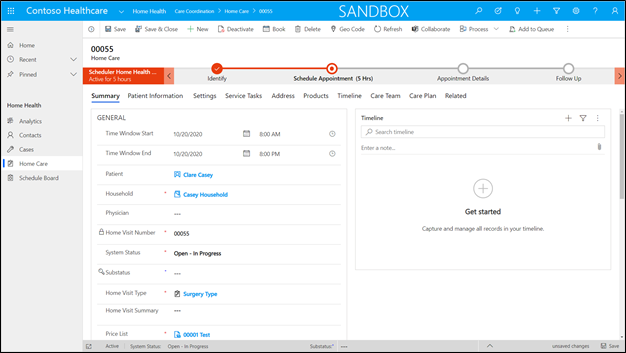 Contoso Healthcare Home Health Care Coordination > Home Care > 00055 SANDBOX
Save Save & Close New Deactivate Book Delete Geo Code Refresh Collaborate Process Add to Queue
Home
Recent
Pinned
Home Health
Analytics
Contacts
Cases
Home Care
Schedule Board
00055
Home Care
Scheduler Home Health ...
Active for 5 hours
Identify
Schedule Appointment (5 Hrs)
Appointment Details
Follow Up
Summary Patient Information Settings Service Tasks Address Products Timeline Care Team Care Plan Related
GENERAL
Time Window Start * 10/20/2020 8:00 AM
Time Window End * 10/20/2020 8:00 PM
Patient Clare Casey
Household * Casey Household
Physician ---
Home Visit Number * 00055
System Status * Open - In Progress
Substatus * ---
Home Visit Type * Surgery Type
Home Visit Summary ---
Price List * 00001 Test
Timeline
Search timeline
Enter a note...
Get started
Capture and manage all records in your timeline.
Active System Status: Open - In Progress Substatus:* --- unsaved changes Save